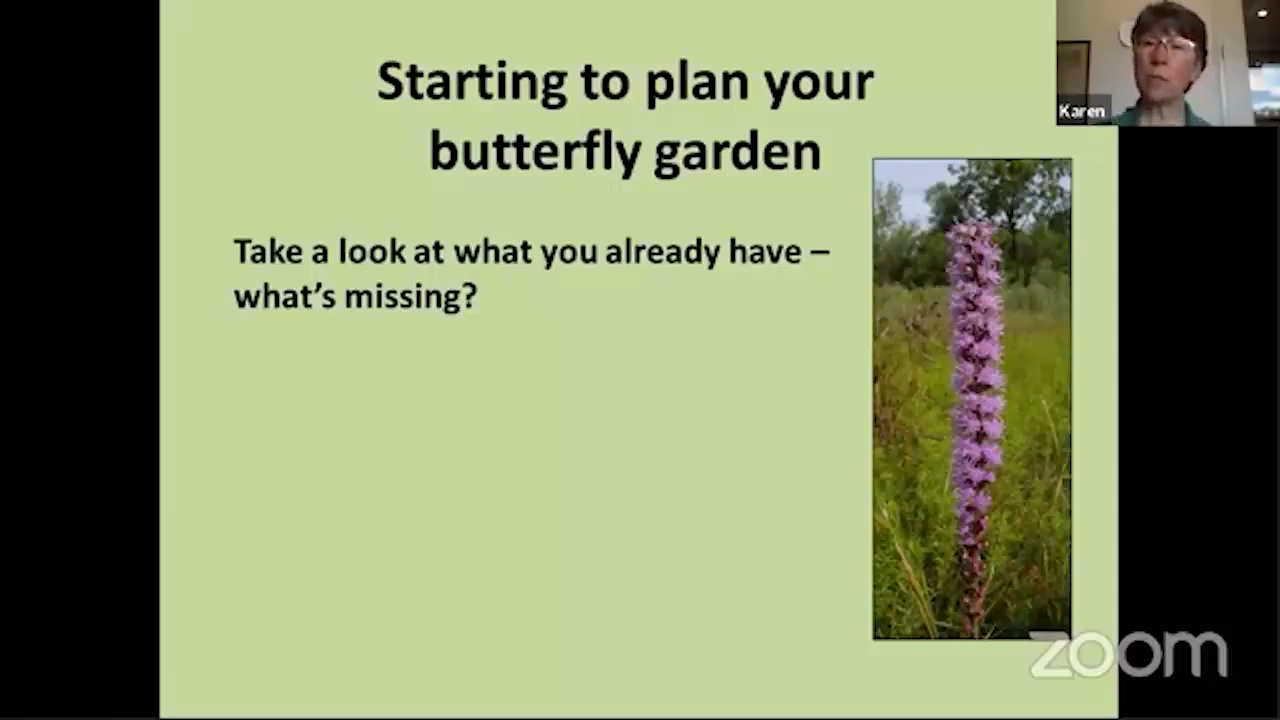 Starting to plan your
butterfly garden
Karen
Take a look at what you already have –
what's missing?
zoom